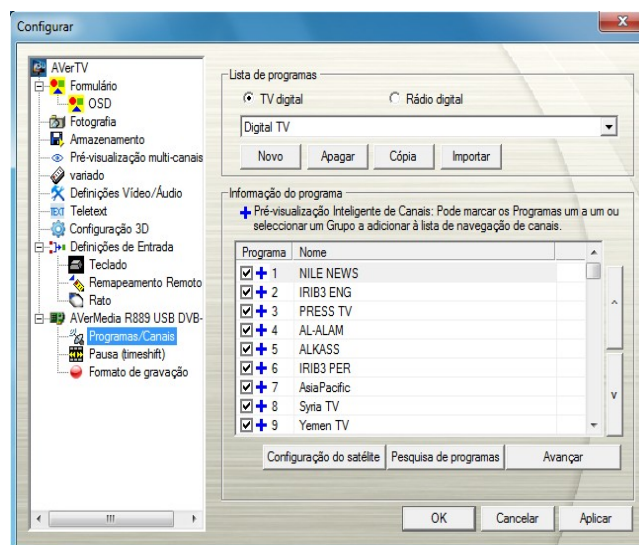 Configurar
X
AVerTV
Formulário
OSD
Fotografia
Armazenamento
Pré-visualização multi-canais
variado
Definições Vídeo/Áudio
TEXT Teletext
Configuração 3D
Definições de Entrada
Teclado
Remapeamento Remoto
Rato
AVerMedia R889 USB DVB-
Programas/Canais
Pausa (timeshift)
Formato de gravação
Lista de programas
TV digital
Rádio digital
Digital TV
Novo Apagar Cópia Importar
Informação do programa
Pré-visualização Inteligente de Canais: Pode marcar os Programas um a um ou
seleccionar um Grupo a adicionar à lista de navegação de canais.
Programa Nome
1 NILE NEWS
2 IRIB3 ENG
3 PRESS TV
4 AL-ALAM
5 ALKASS
6 IRIB3 PER
7 AsiaPacific
8 Syria TV
9 Yemen TV
Configuração do satélite Pesquisa de programas Avançar
OK Cancelar Aplicar